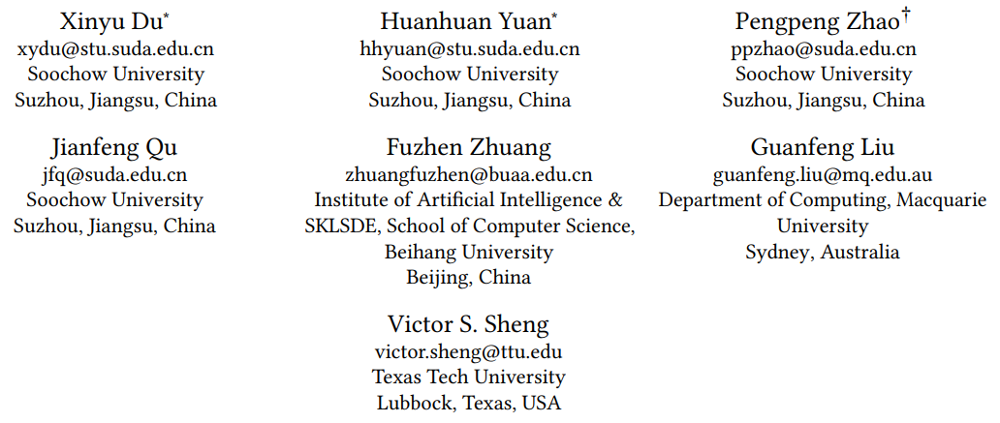 Xinyu Du*
xydu@stu.suda.edu.cn
Soochow University
Suzhou, Jiangsu, China
Huanhuan Yuan*
hhyuan@stu.suda.edu.cn
Soochow University
Suzhou, Jiangsu, China
Pengpeng Zhao†
ppzhao@suda.edu.cn
Soochow University
Suzhou, Jiangsu, China
Jianfeng Qu
jfq@suda.edu.cn
Soochow University
Suzhou, Jiangsu, China
Fuzhen Zhuang
zhuangfuzhen@buaa.edu.cn
Institute of Artificial Intelligence &
SKLSDE, School of Computer Science,
Beihang University
Beijing, China
Guanfeng Liu
guanfeng.liu@mq.edu.au
Department of Computing, Macquarie
University
Sydney, Australia
Victor S. Sheng
victor.sheng@ttu.edu
Texas Tech University
Lubbock, Texas, USA